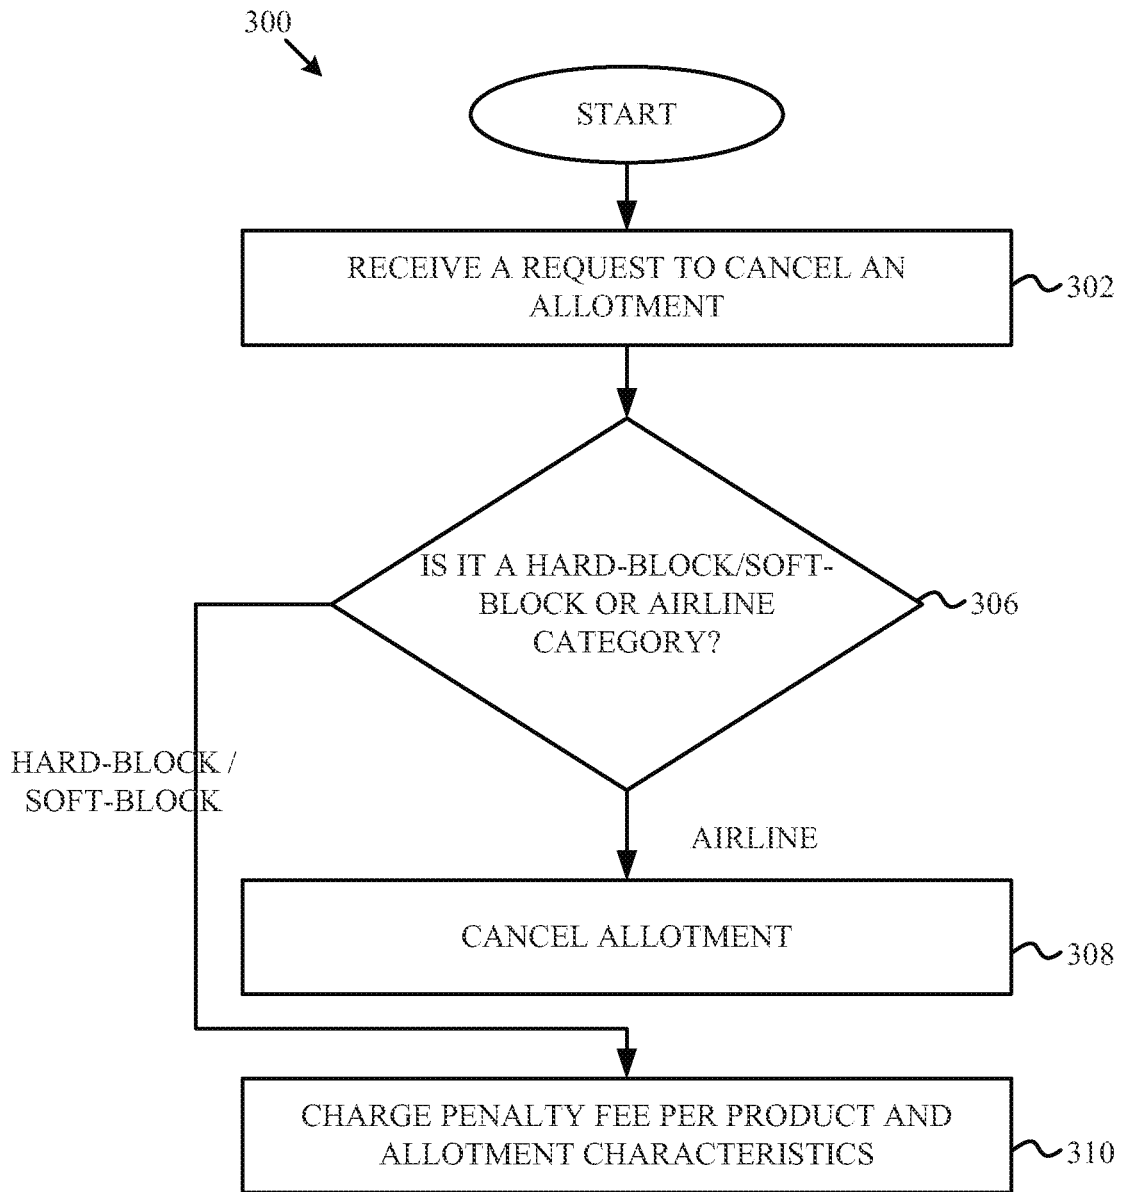 300
START
RECEIVE A REQUEST TO CANCEL AN
ALLOTMENT
302
IS IT A HARD-BLOCK/SOFT-
BLOCK OR AIRLINE
CATEGORY?
306
HARD-BLOCK /
SOFT-BLOCK
AIRLINE
CANCEL ALLOTMENT
308
CHARGE PENALTY FEE PER PRODUCT AND
ALLOTMENT CHARACTERISTICS
310